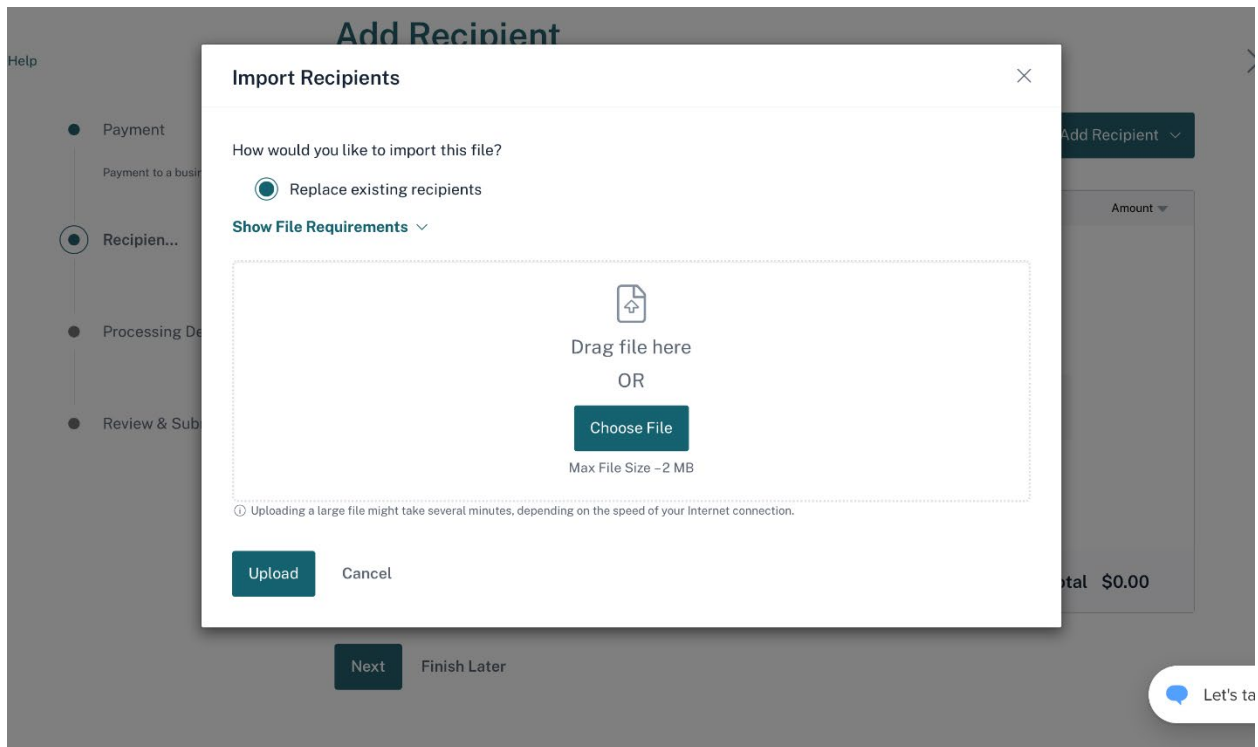 Add Recipient
Help
Import Recipients
Payment
Payment to a busin
How would you like to import this file?
Add Recipient
Replace existing recipients
Amount
Show File Requirements
Recipien...
Processing De
Drag file here
OR
Choose File
Max File Size – 2 MB
Review & Sub
Uploading a large file might take several minutes, depending on the speed of your Internet connection.
Upload Cancel
otal $0.00
Next Finish Later
Let's ta